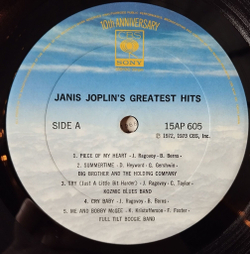 10TH ANNIVERSARY
CBS
SONY
JANIS JOPLIN'S GREATEST HITS
SIDE A
15AP 605
℗ 1972, 1973 CBS, Inc.
1. PIECE OF MY HEART - J. Ragovoy - B. Berns -
2. SUMMERTIME - D. Heyward - G. Gershwin -
BIG BROTHER AND THE HOLDING COMPANY
3. TRY (Just A Little Bit Harder) - J. Ragovoy - C. Taylor -
KOZMIC BLUES BAND
4. CRY BABY - J. Ragovoy - B. Berns -
5. ME AND BOBBY McGEE - K. Kristofferson - F. Foster -
FULL TILT BOOGIE BAND